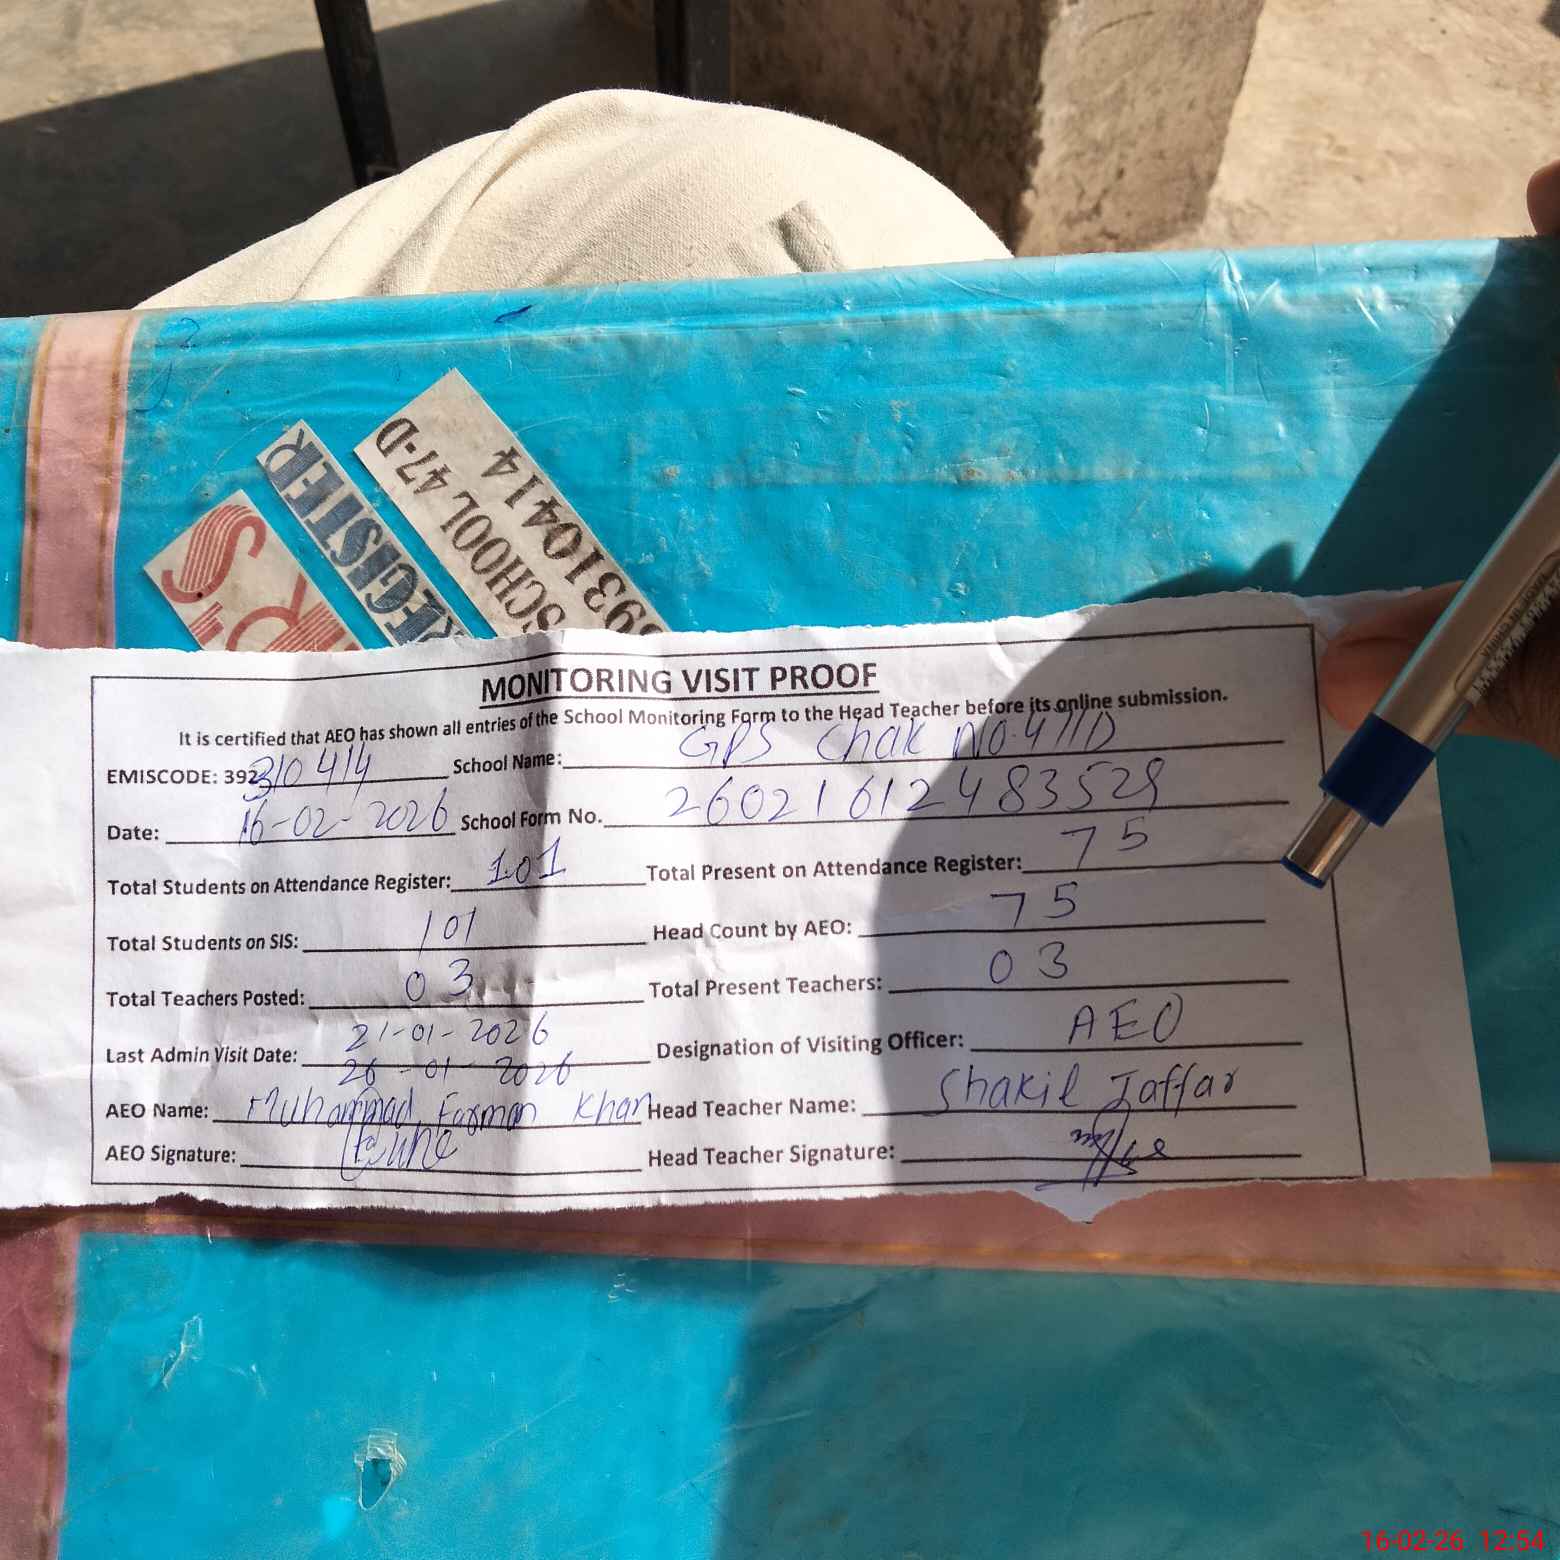 SCHOOL 47-D
39310414
REGISTER
MONITORING VISIT PROOF
It is certified that AEO has shown all entries of the School Monitoring Form to the Head Teacher before its online submission.
EMISCODE: 392310414 School Name: GPS Chak No. 47/D
Date: 16-02-2026 School Form No. 26021612483529
Total Students on Attendance Register: 101 Total Present on Attendance Register: 75
Total Students on SIS: 101 Head Count by AEO: 75
Total Teachers Posted: 03 Total Present Teachers: 03
21-01-2026
Last Admin Visit Date: 26-01-2026 Designation of Visiting Officer: AEO
AEO Name: Muhammad Farman Khan Head Teacher Name: Shakil Jaffar
AEO Signature: Head Teacher Signature:
16-02-26 12:54